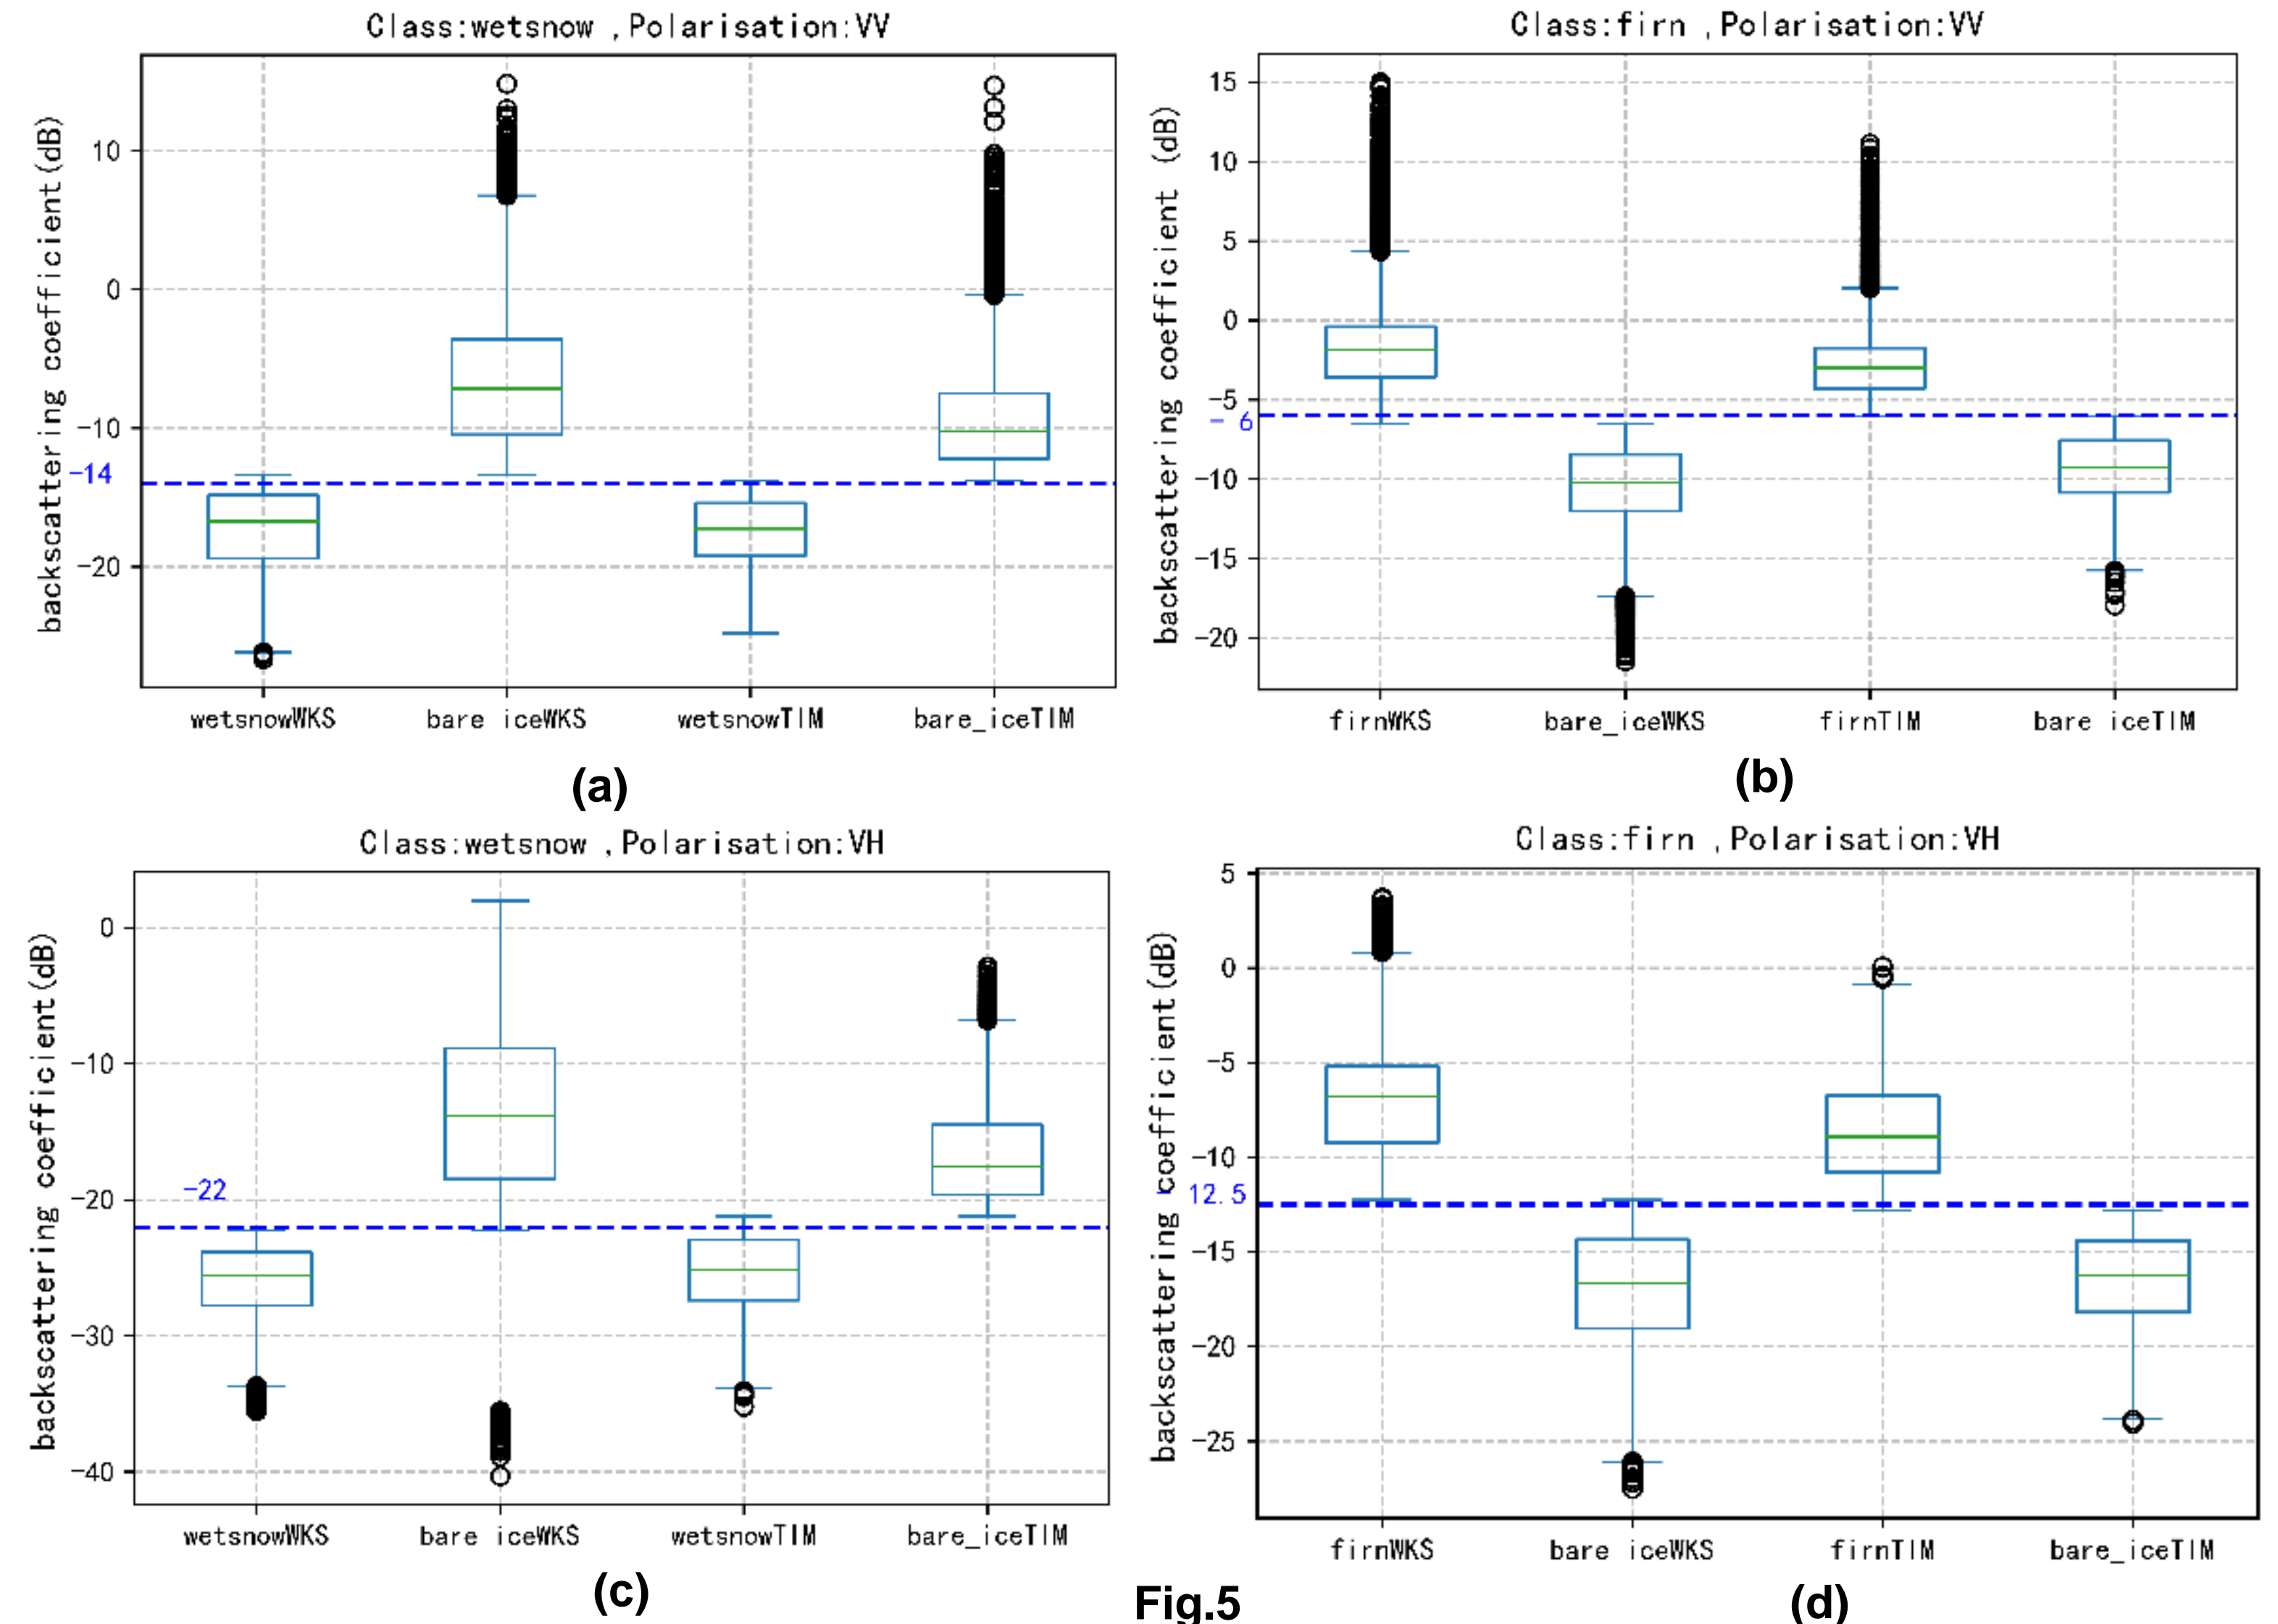 Class:wetsnow ,Polarisation:VV
backscattering coefficient(dB)
10
0
-10
-14
-20
wetsnowWKS bare iceWKS wetsnowTIM bare_iceTIM
(a)
Class:firn ,Polarisation:VV
backscattering coefficient (dB)
15
10
5
0
-5
- 6
-10
-15
-20
firnWKS bare_iceWKS firnTIM bare iceTIM
(b)
Class:wetsnow ,Polarisation:VH
backscattering coefficient(dB)
0
-10
-20
-22
-30
-40
wetsnowWKS bare iceWKS wetsnowTIM bare_iceTIM
(c)
Class:firn ,Polarisation:VH
backscattering coefficient(dB)
5
0
-5
-10
- 12.5
-15
-20
-25
firnWKS bare iceWKS firnTIM bare_iceTIM
(d)
Fig.5